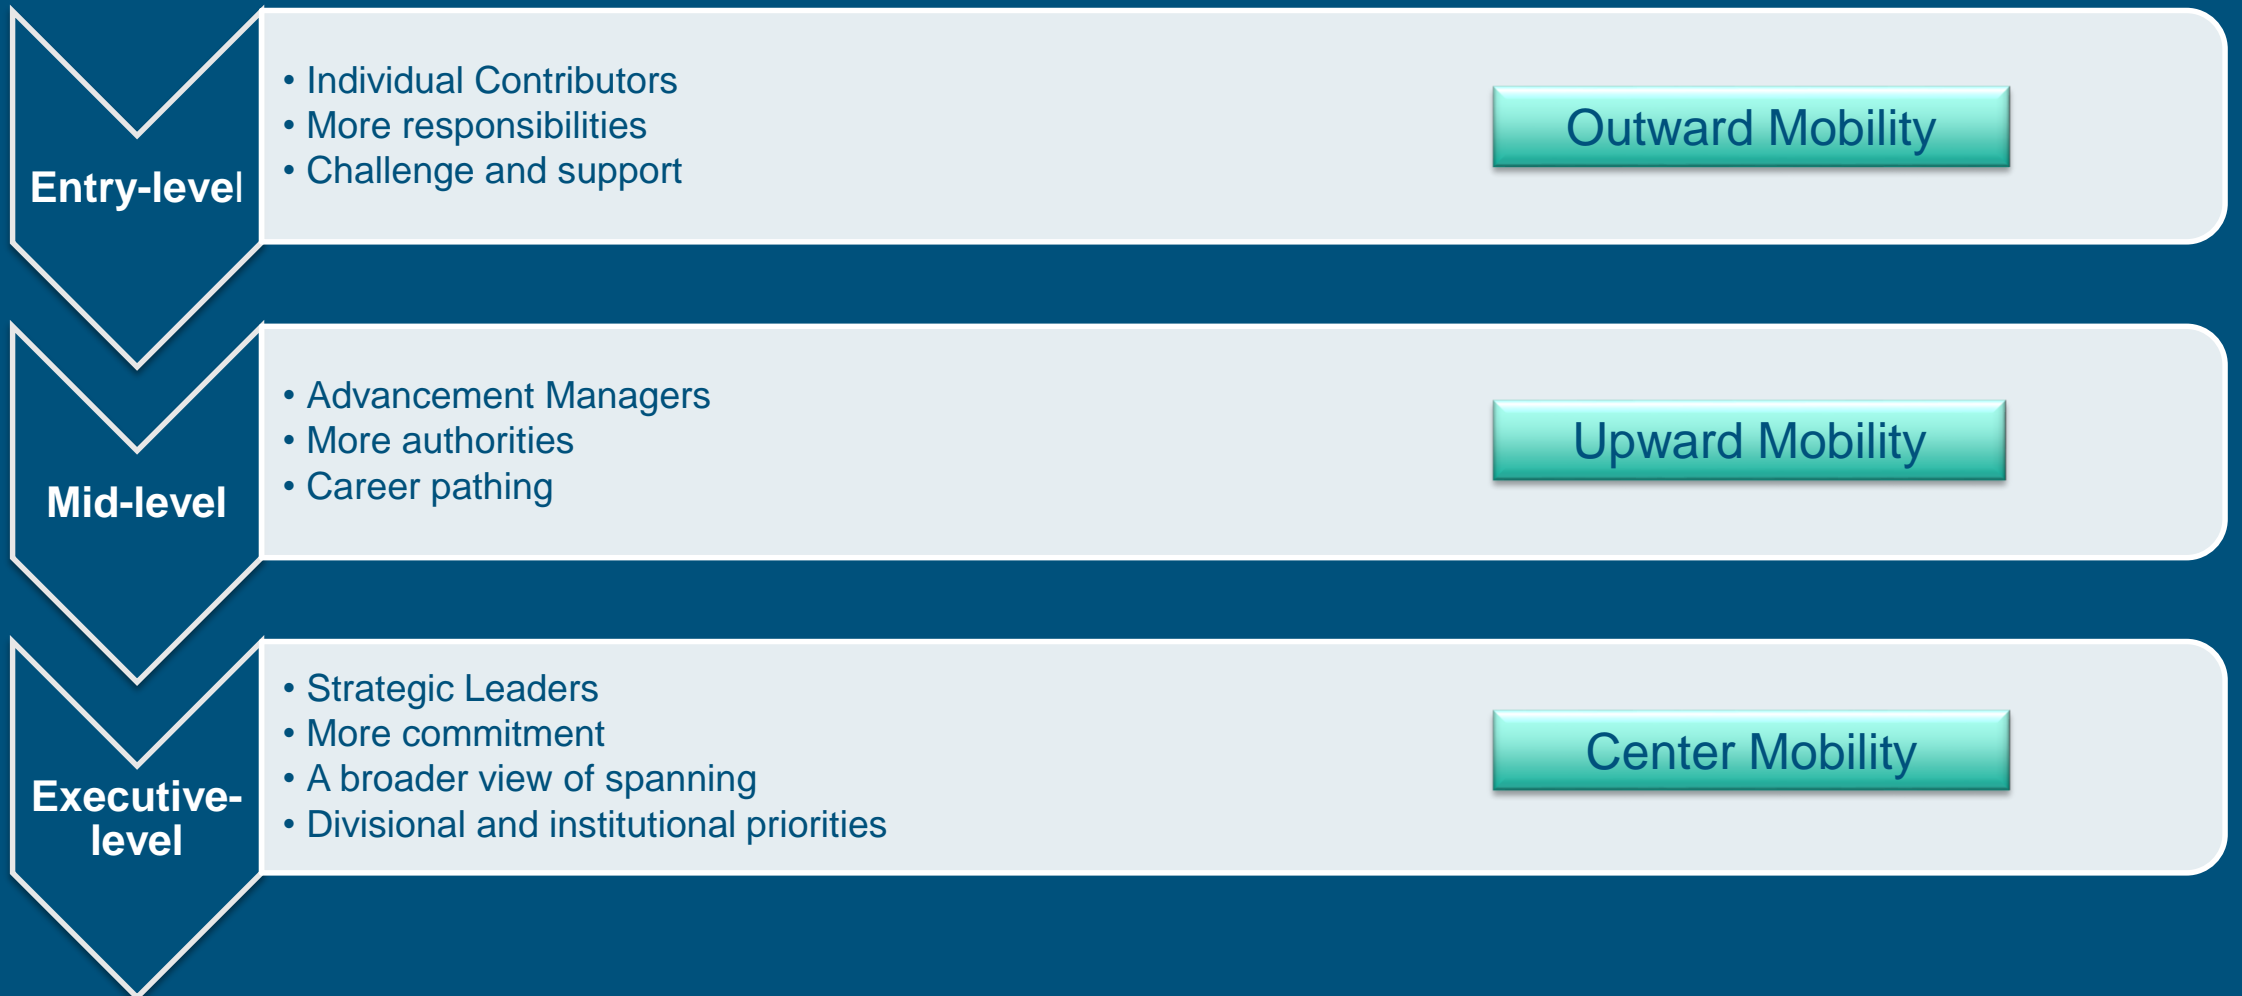 Entry-level
• Individual Contributors
• More responsibilities
• Challenge and support
Outward Mobility
Mid-level
• Advancement Managers
• More authorities
• Career pathing
Upward Mobility
Executive-
level
• Strategic Leaders
• More commitment
• A broader view of spanning
• Divisional and institutional priorities
Center Mobility